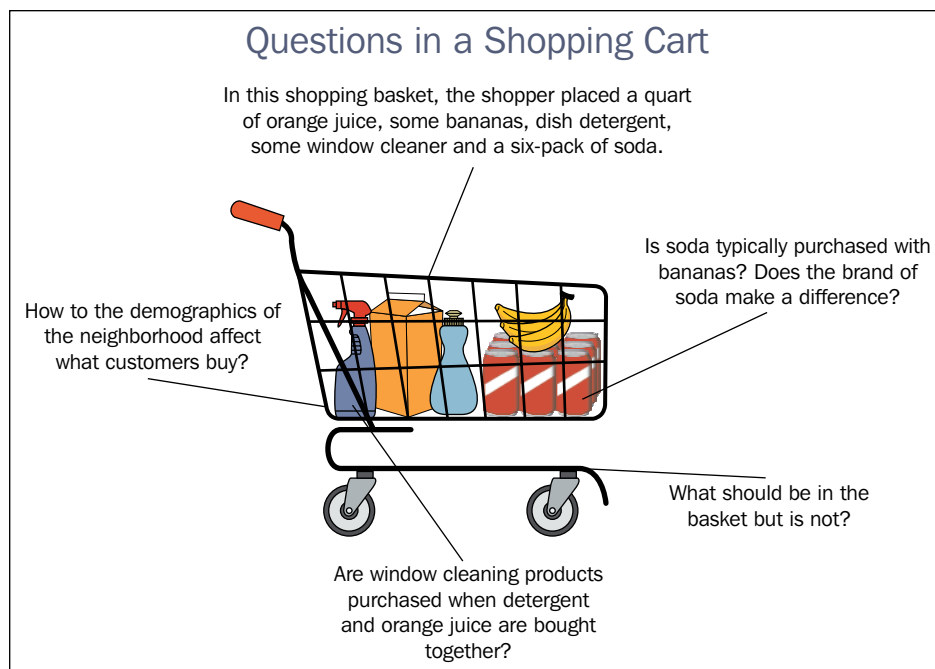 Questions in a Shopping Cart
In this shopping basket, the shopper placed a quart
of orange juice, some bananas, dish detergent,
some window cleaner and a six-pack of soda.
Is soda typically purchased with
bananas? Does the brand of
soda make a difference?
How to the demographics of
the neighborhood affect
what customers buy?
What should be in the
basket but is not?
Are window cleaning products
purchased when detergent
and orange juice are bought
together?